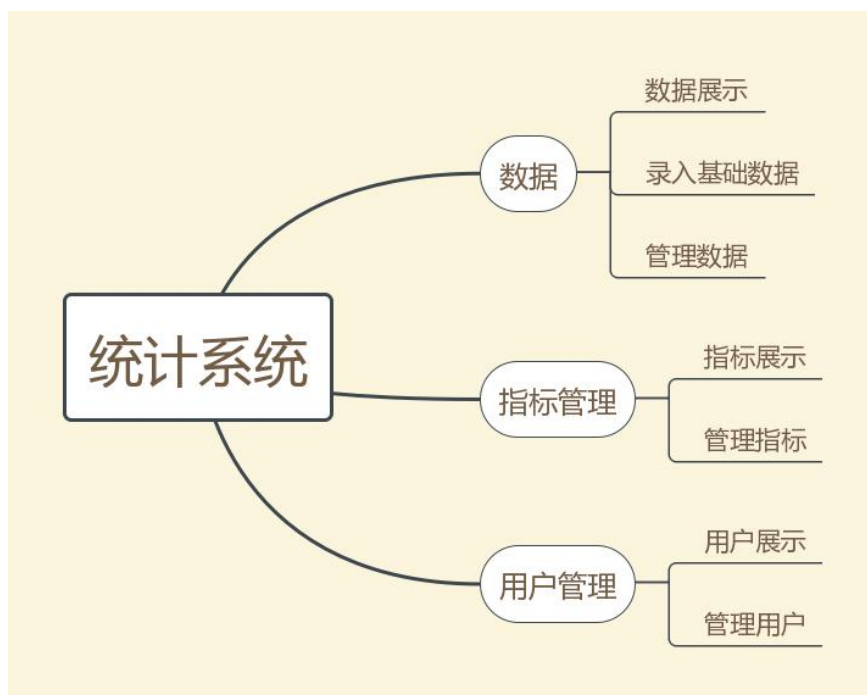 统计系统
数据
数据展示
录入基础数据
管理数据
指标管理
指标展示
管理指标
用户管理
用户展示
管理用户